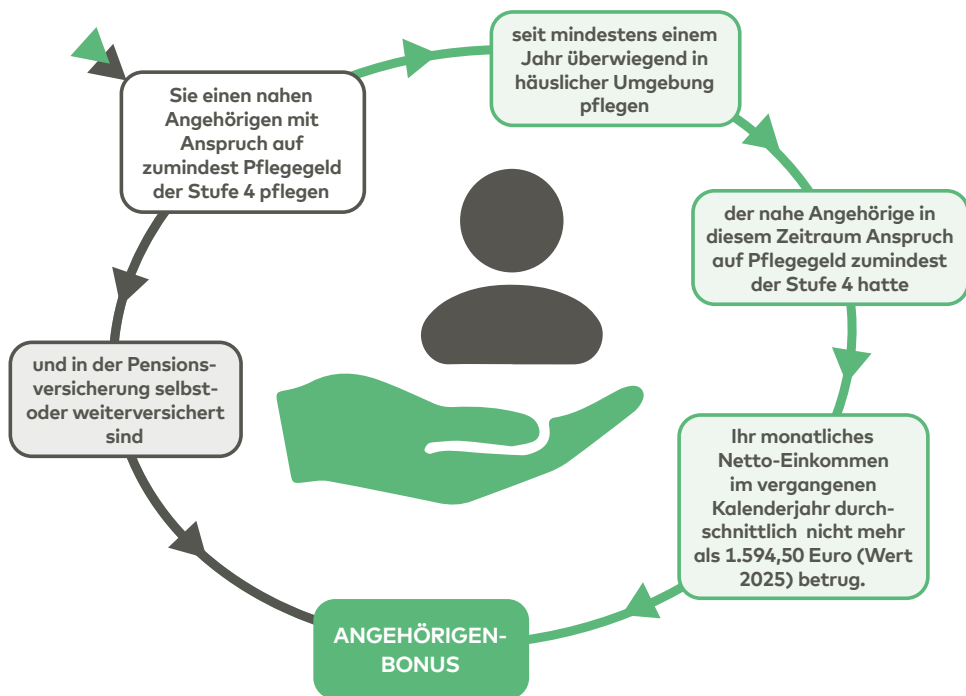 Sie einen nahen
Angehörigen mit
Anspruch auf
zumindest Pflegegeld
der Stufe 4 pflegen
seit mindestens einem
Jahr überwiegend in
häuslicher Umgebung
pflegen
der nahe Angehörige in
diesem Zeitraum Anspruch
auf Pflegegeld zumindest
der Stufe 4 hatte
Ihr monatliches
Netto-Einkommen
im vergangenen
Kalenderjahr durch-
schnittlich nicht mehr
als 1.594,50 Euro (Wert
2025) betrug.
und in der Pensions-
versicherung selbst-
oder weiterversichert
sind
ANGEHÖRIGEN-
BONUS